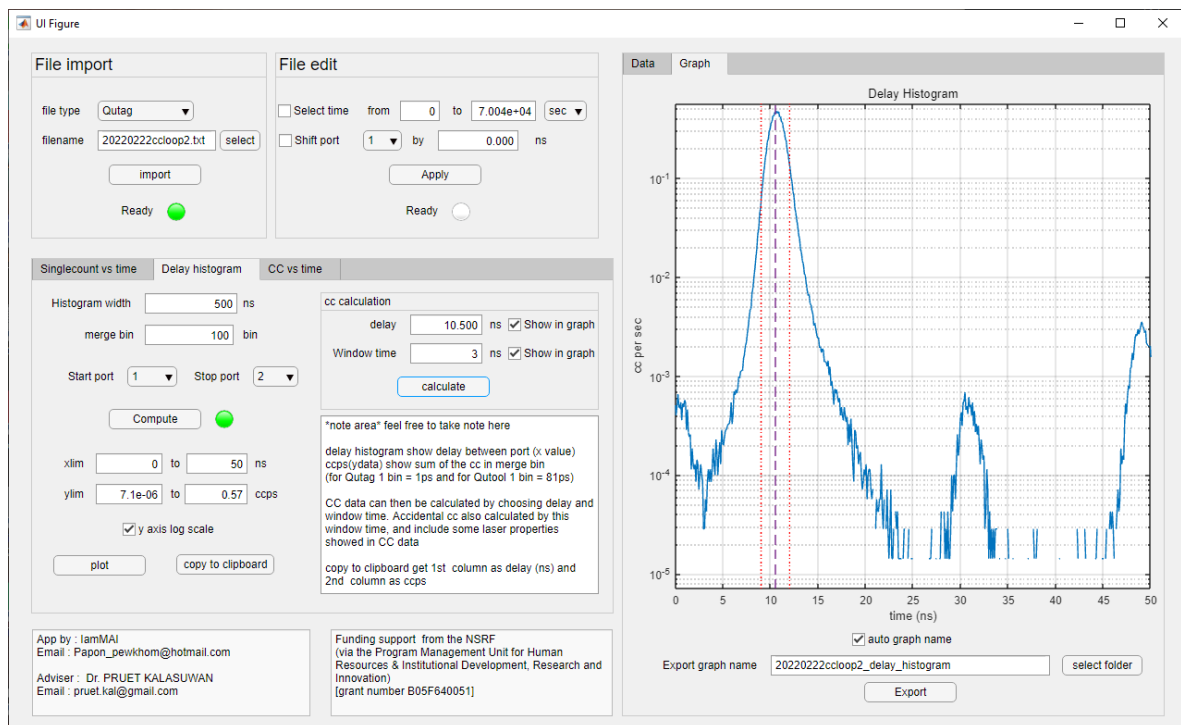 UI Figure
File import
file type Qutag
filename 20220222ccloop2.txt select
import
Ready
File edit
Select time from 0 to 7.004e+04 sec
Shift port 1 by 0.000 ns
Apply
Ready
Singlecount vs time Delay histogram CC vs time
Histogram width 500 ns
merge bin 100 bin
Start port 1 Stop port 2
Compute
xlim 0 to 50 ns
ylim 7.1e-06 to 0.57 ccps
y axis log scale
plot copy to clipboard
cc calculation
delay 10.500 ns Show in graph
Window time 3 ns Show in graph
calculate
*note area* feel free to take note here
delay histogram show delay between port (x value)
ccps(ydata) show sum of the cc in merge bin
(for Qutag 1 bin = 1ps and for Qutool 1 bin = 81ps)
CC data can then be calculated by choosing delay and
window time. Accidental cc also calculated by this
window time, and include some laser properties
showed in CC data
copy to clipboard get 1st column as delay (ns) and
2nd column as ccps
App by : IamMAI
Email : Papon_pewkhom@hotmail.com
Adviser : Dr. PRUET KALASUWAN
Email : pruet.kal@gmail.com
Funding support from the NSRF
(via the Program Management Unit for Human
Resources & Institutional Development, Research and
Innovation)
[grant number B05F640051]
Data Graph
Delay Histogram
cc per sec
10⁻¹
10⁻²
10⁻³
10⁻⁴
10⁻⁵
0 5 10 15 20 25 30 35 40 45 50
time (ns)
auto graph name
Export graph name 20220222ccloop2_delay_histogram select folder
Export